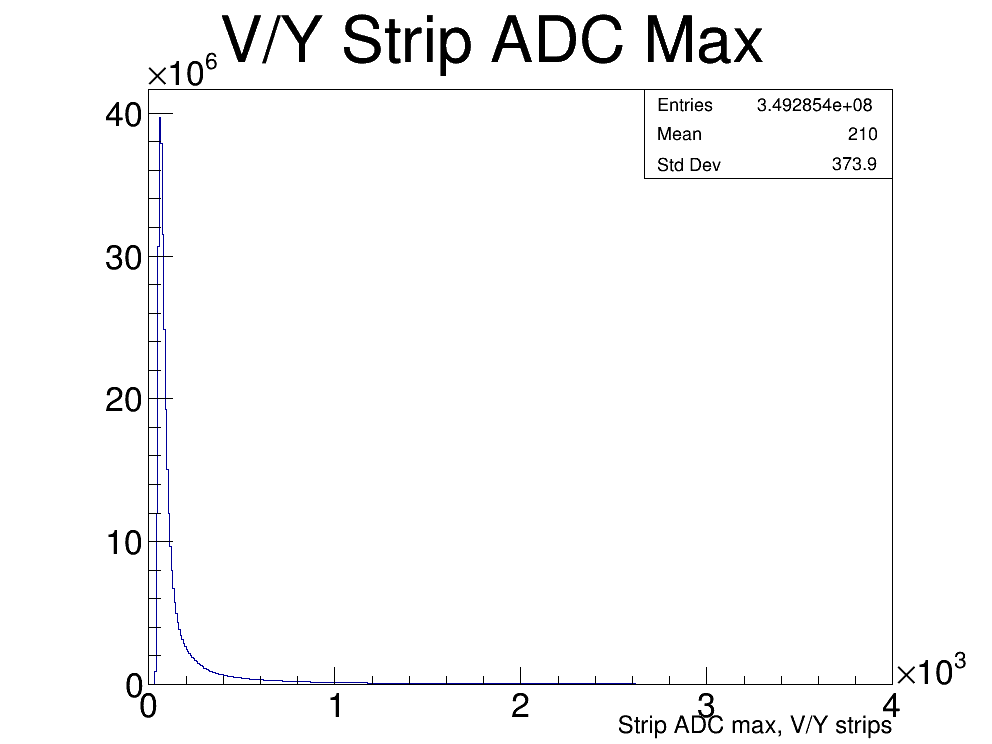 V/Y Strip ADC Max
×10^6
Entries 3.492854e+08
Mean 210
Std Dev 373.9
40
30
20
10
0
0 1 2 3 4
×10^3
Strip ADC max, V/Y strips